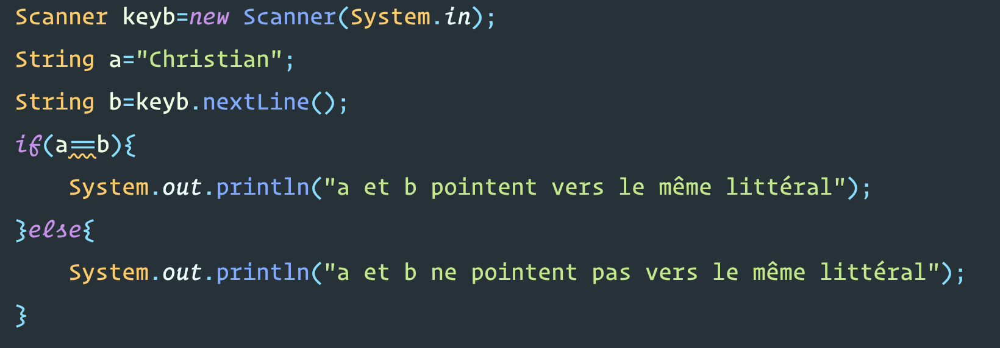 Scanner keyb=new Scanner(System.in);
String a="Christian";
String b=keyb.nextLine();
if(a==b){
    System.out.println("a et b pointent vers le même littéral");
}else{
    System.out.println("a et b ne pointent pas vers le même littéral");
}